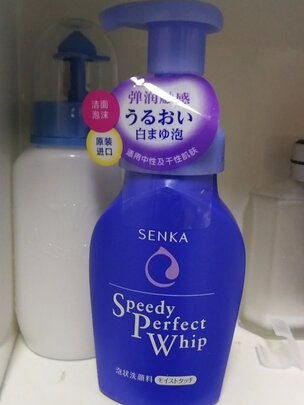 洁面
泡沫
原装
进口
弹润触感
うるおい
白まゆ泡
适用中性及干性肌肤
SENKA
Speedy
Perfect
Whip
泡状洗顔料 モイストタッチ